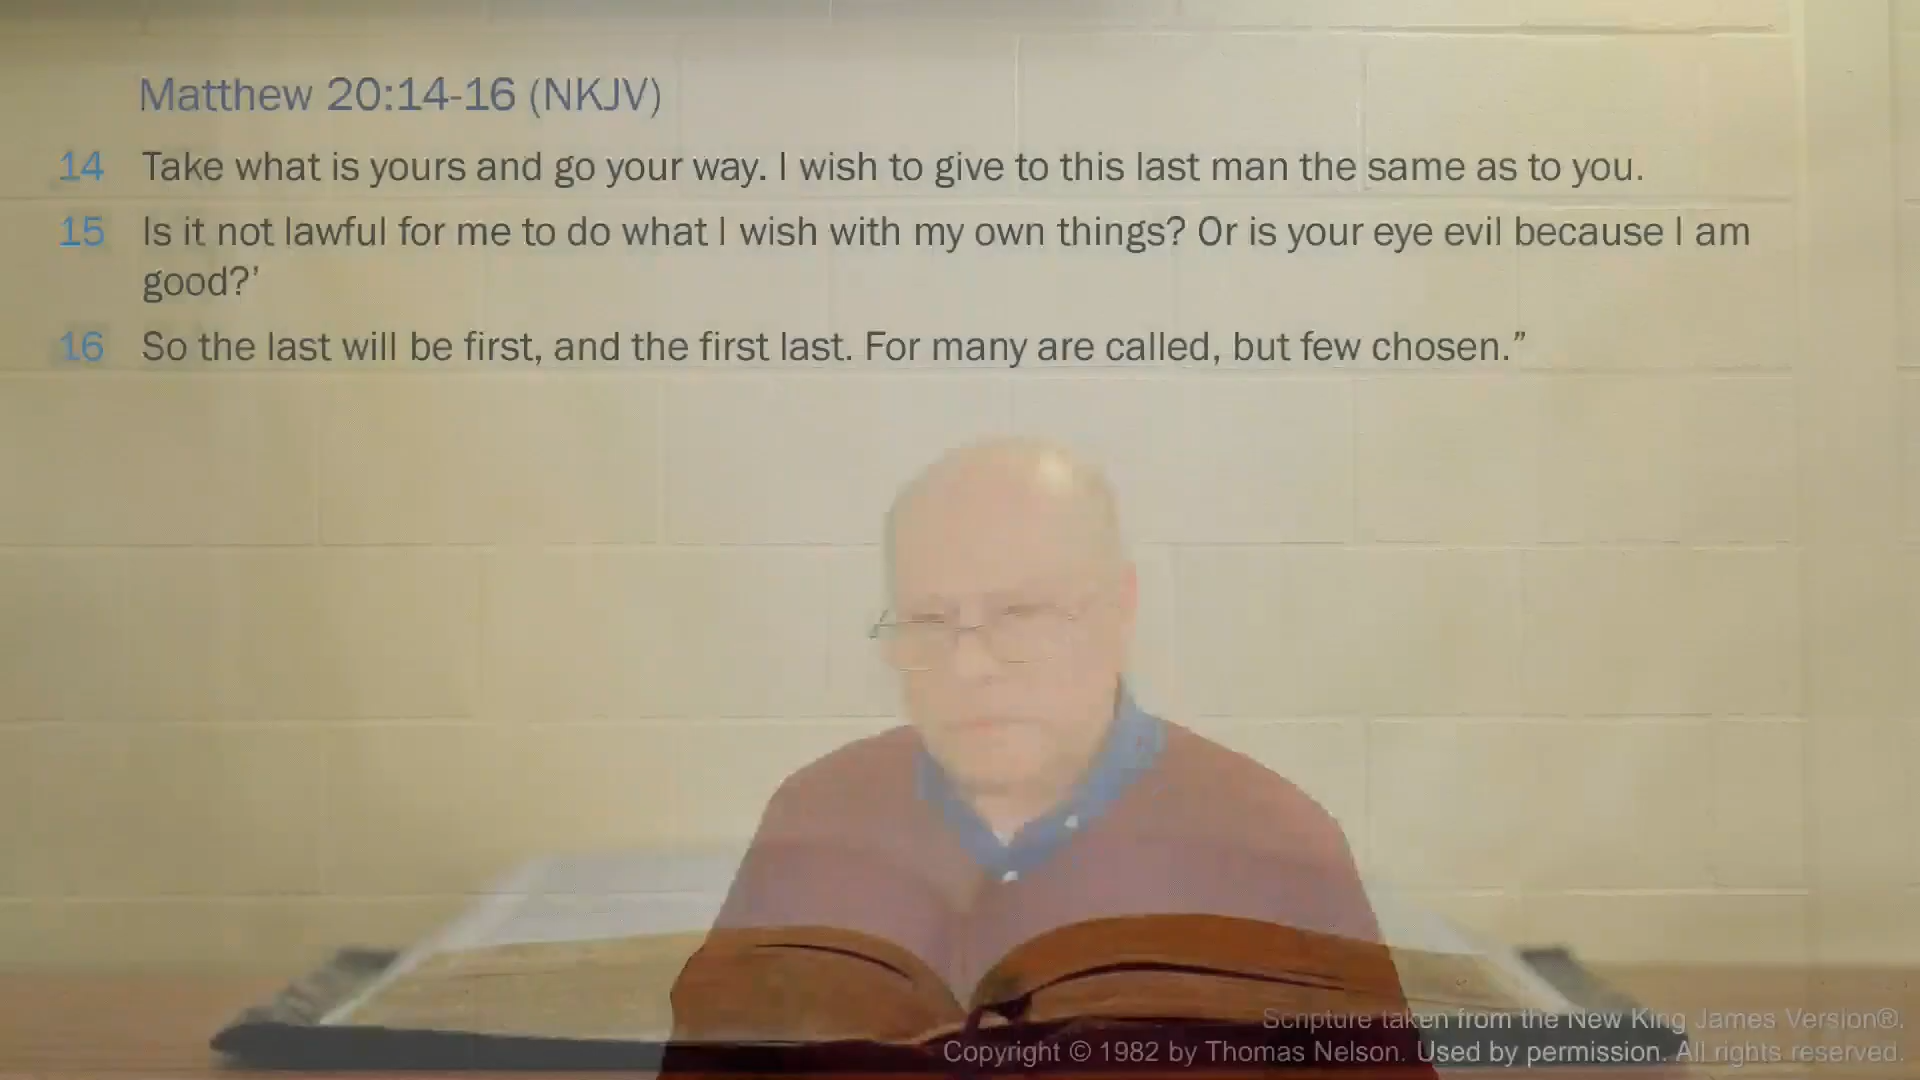 Matthew 20:14-16 (NKJV)
14 Take what is yours and go your way. I wish to give to this last man the same as to you.
15 Is it not lawful for me to do what I wish with my own things? Or is your eye evil because I am
good?’
16 So the last will be first, and the first last. For many are called, but few chosen.”
Scripture taken from the New King James Version®.
Copyright © 1982 by Thomas Nelson. Used by permission. All rights reserved.